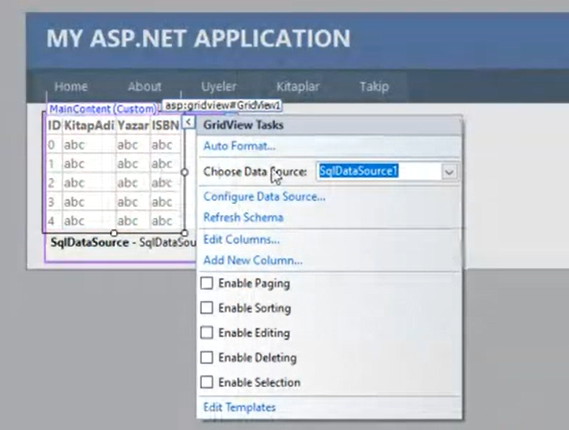 MY ASP.NET APPLICATION
Home About Uyeler Kitaplar Takip
MainContent (Custom) asp:gridview#GridView1
ID KitapAdi Yazar ISBN
0 abc abc abc
1 abc abc abc
2 abc abc abc
3 abc abc abc
4 abc abc abc
SqlDataSource - SqlDataSou
GridView Tasks
Auto Format...
Choose Data Source: SqlDataSource1
Configure Data Source...
Refresh Schema
Edit Columns...
Add New Column...
Enable Paging
Enable Sorting
Enable Editing
Enable Deleting
Enable Selection
Edit Templates